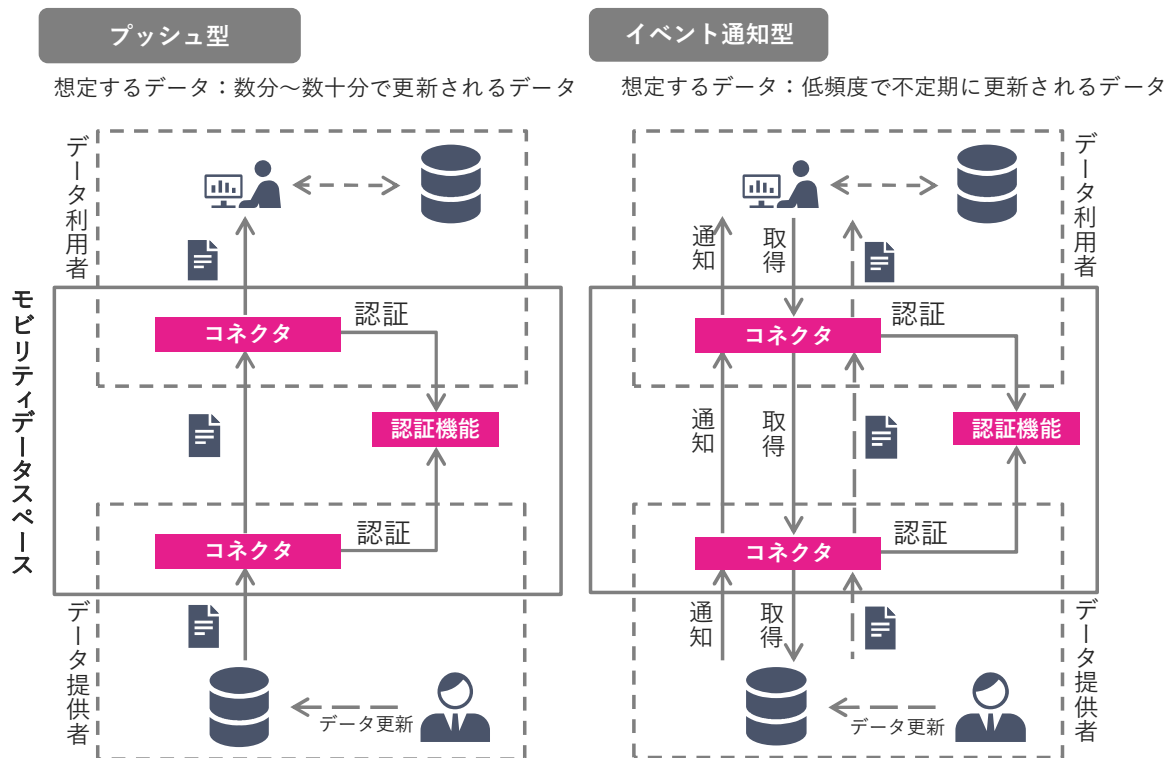 プッシュ型
想定するデータ：数分～数十分で更新されるデータ
データ利用者
モビリティデータスペース
コネクタ
認証
認証機能
コネクタ
認証
データ提供者
データ更新
イベント通知型
想定するデータ：低頻度で不定期に更新されるデータ
データ利用者
通知
取得
コネクタ
認証
通知
取得
認証機能
コネクタ
認証
通知
取得
データ提供者
データ更新